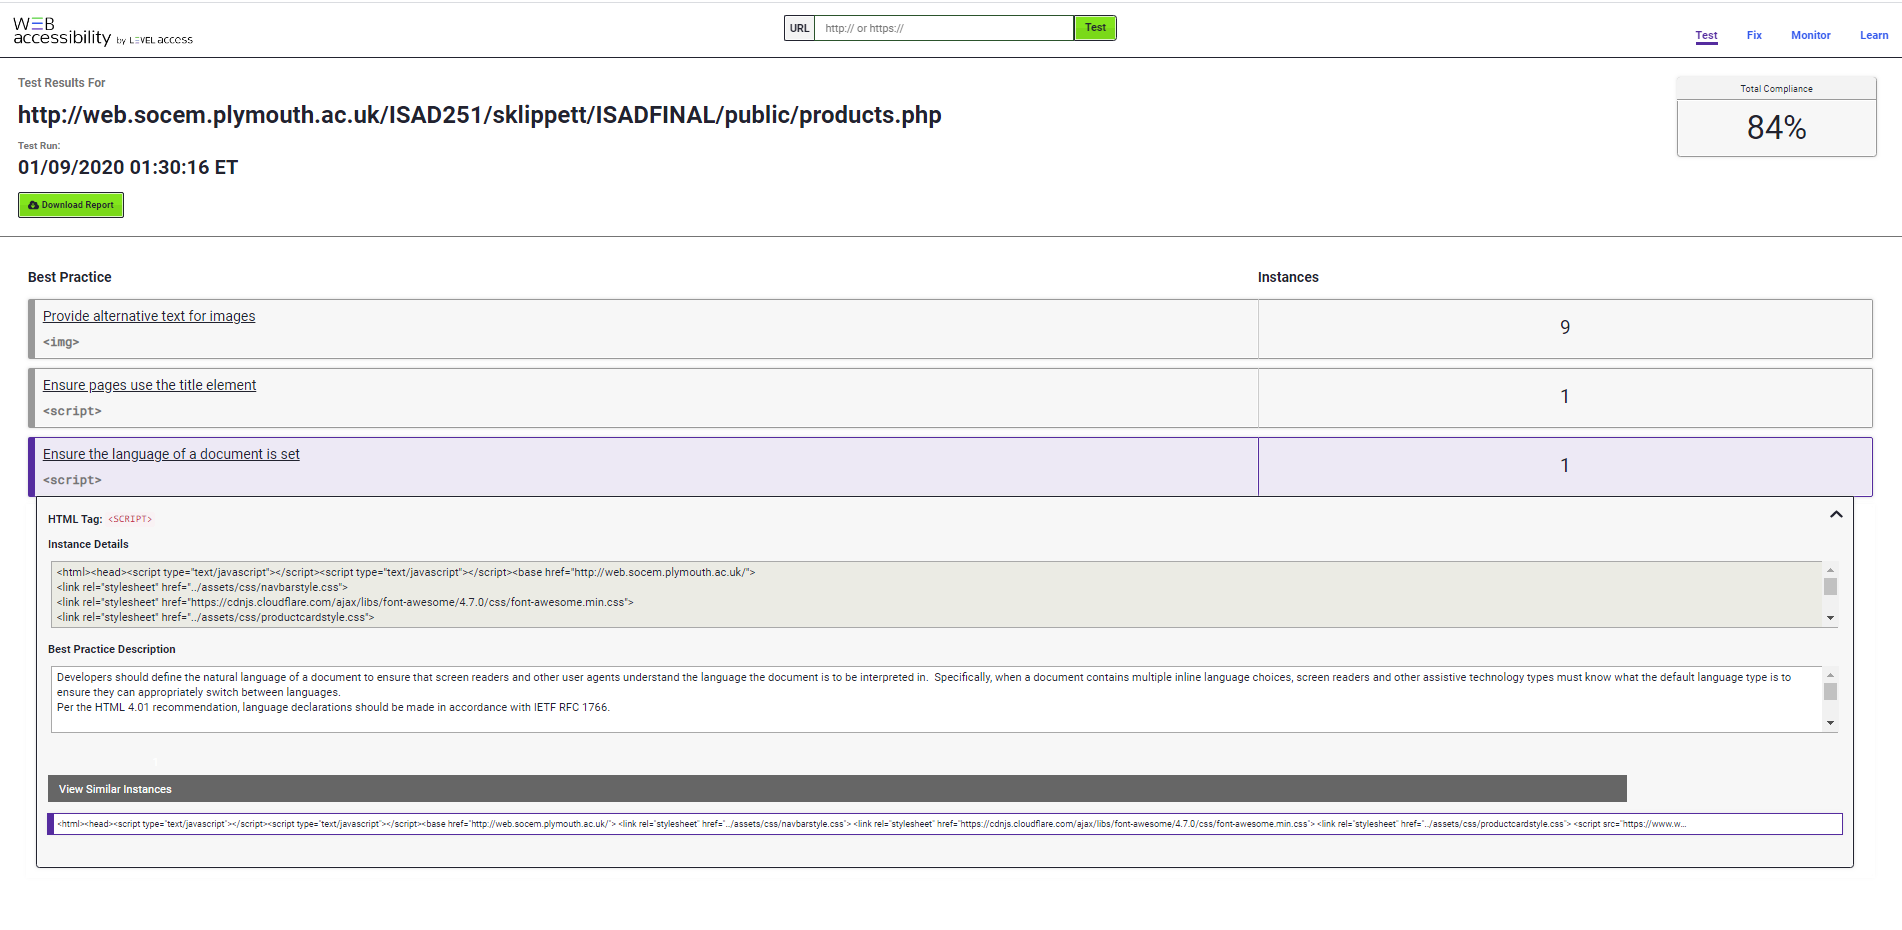 WEB
accessibility by LEVEL ACCESS
URL http:// or https:// Test
Test Fix Monitor Learn
Test Results For
http://web.socem.plymouth.ac.uk/ISAD251/sklippett/ISADFINAL/public/products.php
Test Run:
01/09/2020 01:30:16 ET
Download Report
Total Compliance
84%
Best Practice Instances
Provide alternative text for images
<img>
9
Ensure pages use the title element
<script>
1
Ensure the language of a document is set
<script>
1
HTML Tag: <SCRIPT>
Instance Details
<html><head><script type="text/javascript"></script><script type="text/javascript"></script><base href="http://web.socem.plymouth.ac.uk/">
<link rel="stylesheet" href="../assets/css/navbarstyle.css">
<link rel="stylesheet" href="https://cdnjs.cloudflare.com/ajax/libs/font-awesome/4.7.0/css/font-awesome.min.css">
<link rel="stylesheet" href="../assets/css/productcardstyle.css">
Best Practice Description
Developers should define the natural language of a document to ensure that screen readers and other user agents understand the language the document is to be interpreted in.  Specifically, when a document contains multiple inline language choices, screen readers and other assistive technology types must know what the default language type is to
ensure they can appropriately switch between languages.
Per the HTML 4.01 recommendation, language declarations should be made in accordance with IETF RFC 1766.
View Similar Instances
<html><head><script type="text/javascript"></script><script type="text/javascript"></script><base href="http://web.socem.plymouth.ac.uk/"> <link rel="stylesheet" href="../assets/css/navbarstyle.css"> <link rel="stylesheet" href="https://cdnjs.cloudflare.com/ajax/libs/font-awesome/4.7.0/css/font-awesome.min.css"> <link rel="stylesheet" href="../assets/css/productcardstyle.css"> <script src="https://www.w...